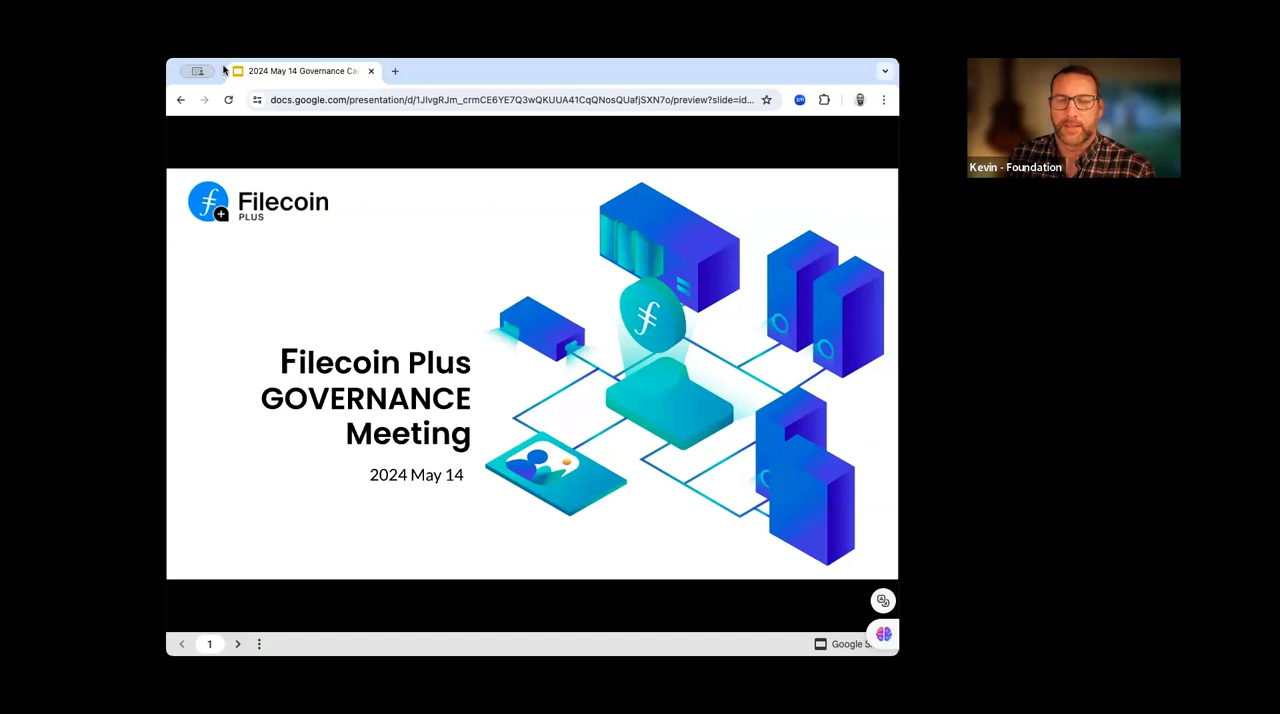 2024 May 14 Governance Ca
docs.google.com/presentation/d/1JlvgRJm_crmCE6YE7Q3wQKUUA41CqQNosQUafjSXN7o/preview?slide=id...
Filecoin
PLUS
Filecoin Plus
GOVERNANCE
Meeting
2024 May 14
1
Google S
Kevin - Foundation